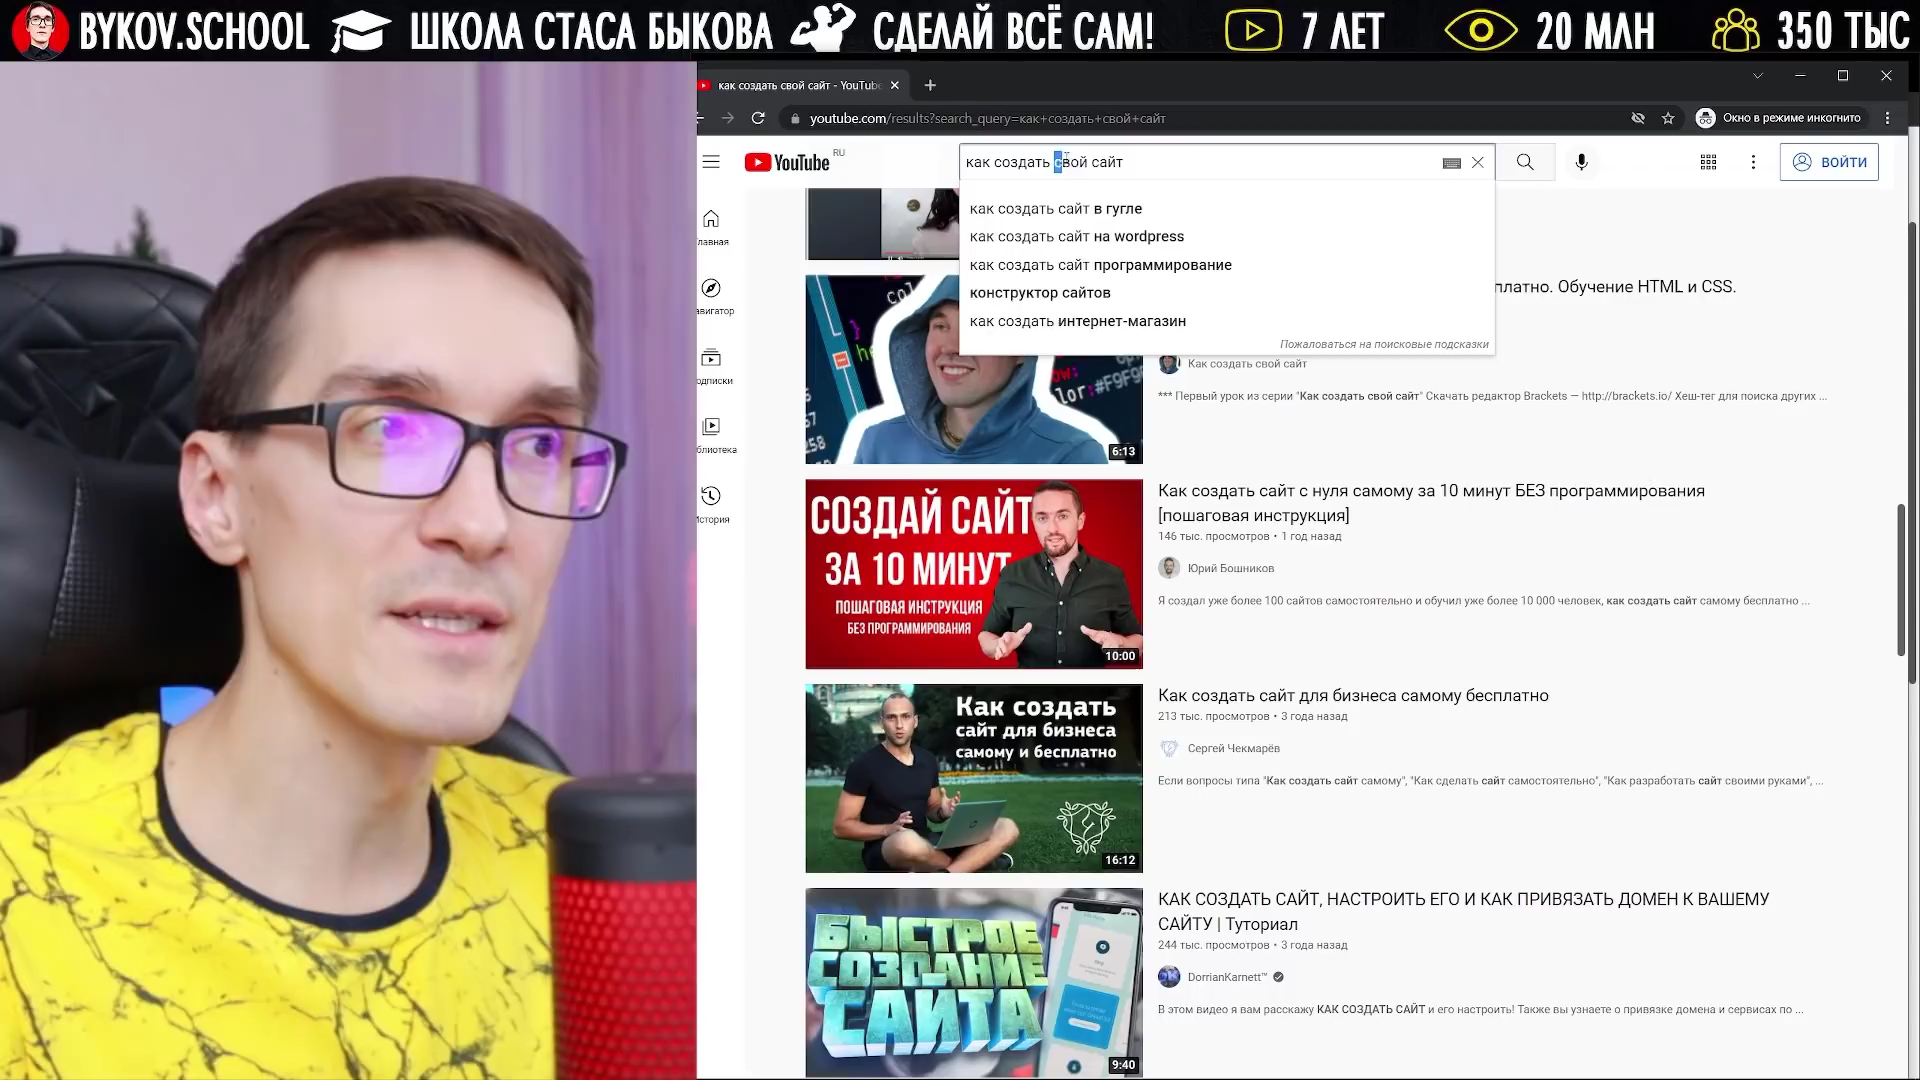 BYKOV.SCHOOL ШКОЛА СТАСА БЫКОВА СДЕЛАЙ ВСЁ САМ! 7 ЛЕТ 20 МЛН 350 ТЫС
как создать свой сайт - YouTub
youtube.com/results?search_query=как+создать+свой+сайт
Окно в режиме инкогнито
YouTube RU
как создать свой сайт
ВОЙТИ
как создать сайт в гугле
как создать сайт на wordpress
как создать сайт программирование
конструктор сайтов
как создать интернет-магазин
Пожаловаться на поисковые подсказки
лавная
авигатор
одписки
блиотека
стория
платно. Обучение HTML и CSS.
Как создать свой сайт
*** Первый урок из серии "Как создать свой сайт" Скачать редактор Brackets — http://brackets.io/ Хеш-тег для поиска других ...
6:13
СОЗДАЙ САЙТ
ЗА 10 МИНУТ
ПОШАГОВАЯ ИНСТРУКЦИЯ
БЕЗ ПРОГРАММИРОВАНИЯ
10:00
Как создать сайт с нуля самому за 10 минут БЕЗ программирования
[пошаговая инструкция]
146 тыс. просмотров • 1 год назад
Юрий Бошников
Я создал уже более 100 сайтов самостоятельно и обучил уже более 10 000 человек, как создать сайт самому бесплатно ...
Как создать
сайт для бизнеса
самому и бесплатно
16:12
Как создать сайт для бизнеса самому бесплатно
213 тыс. просмотров • 3 года назад
Сергей Чекмарёв
Если вопросы типа "Как создать сайт самому", "Как сделать сайт самостоятельно", "Как разработать сайт своими руками", ...
БЫСТРОЕ
СОЗДАНИЕ
САЙТА
9:40
КАК СОЗДАТЬ САЙТ, НАСТРОИТЬ ЕГО И КАК ПРИВЯЗАТЬ ДОМЕН К ВАШЕМУ
САЙТУ | Туториал
244 тыс. просмотров • 3 года назад
DorrianKarnett™
В этом видео я вам расскажу КАК СОЗДАТЬ САЙТ и его настроить! Также вы узнаете о привязке домена и сервисах по ...